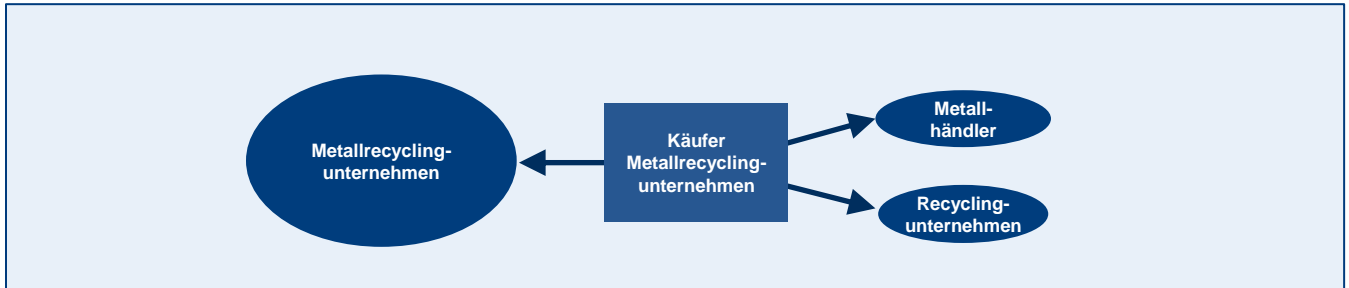 Metallrecycling-
unternehmen
Käufer
Metallrecycling-
unternehmen
Metall-
händler
Recycling-
unternehmen